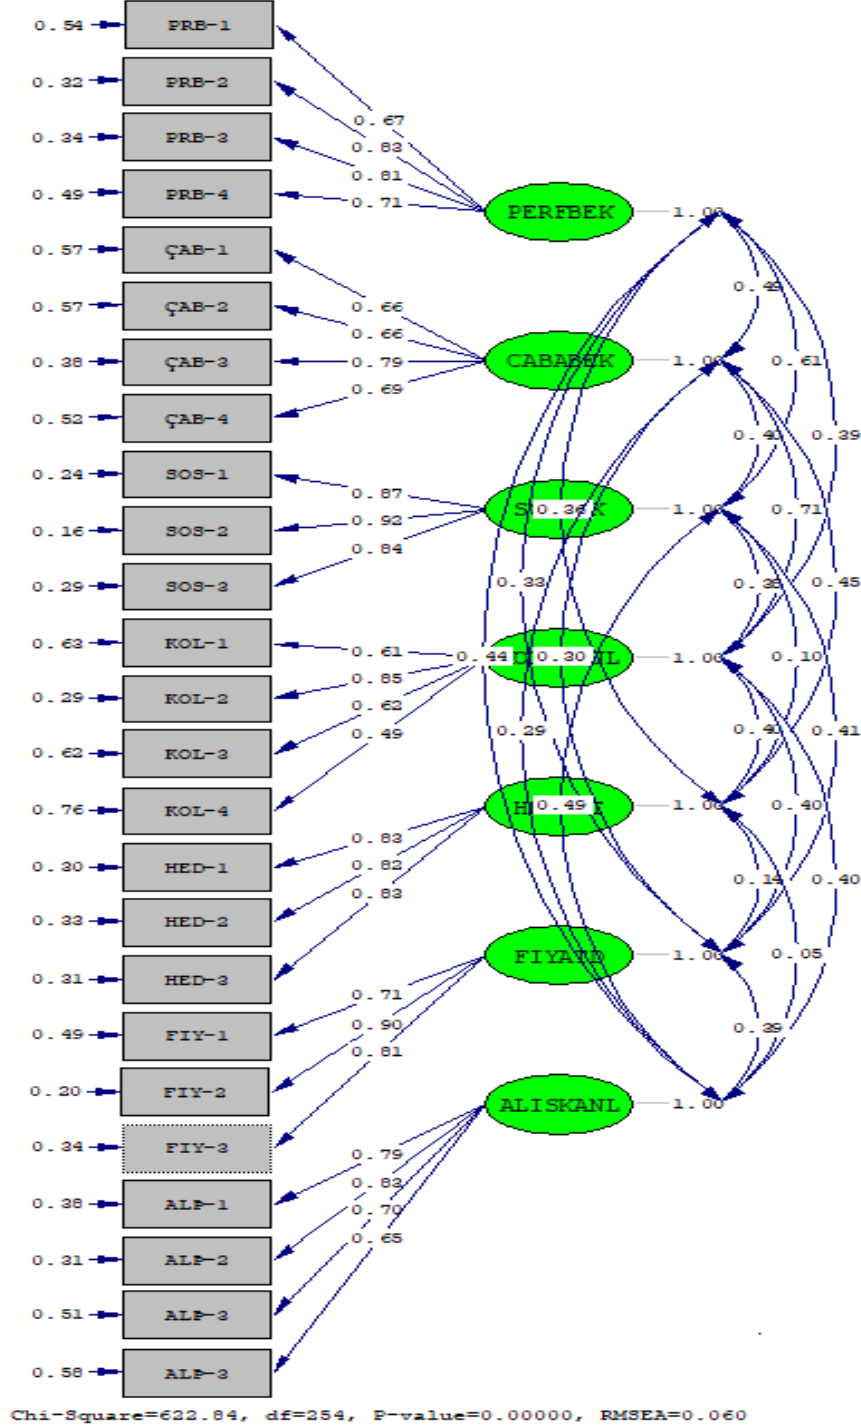 0.54 PRB-1
0.32 PRB-2
0.67
0.34 PRB-3
0.83
0.81
0.49 PRB-4
0.71
PERFBEK 1.00
0.57 ÇAB-1
0.49
0.57 ÇAB-2
0.66
0.66
0.38 ÇAB-3
0.79
CABABEK 1.00
0.61
0.69
0.52 ÇAB-4
0.40
0.39
0.24 SOS-1
0.87
0.92
0.36
1.00
0.71
0.16 SOS-2
0.84
0.29 SOS-3
0.33
0.38
0.45
0.63 KOL-1
0.61
0.44
0.30
1.00
0.10
0.85
0.29 KOL-2
0.62
0.49
0.29
0.40
0.41
0.62 KOL-3
0.76 KOL-4
0.49
1.00
0.40
0.83
0.82
0.30 HED-1
0.83
0.14
0.40
0.33 HED-2
FIYATD 1.00
0.05
0.31 HED-3
0.71
0.90
0.49 FIY-1
0.81
0.39
0.20 FIY-2
ALISKANL 1.00
0.34 FIY-3
0.79
0.83
0.38 ALP-1
0.70
0.65
0.31 ALP-2
0.51 ALP-3
0.58 ALP-3
Chi-Square=622.84, df=254, P-value=0.00000, RMSEA=0.060